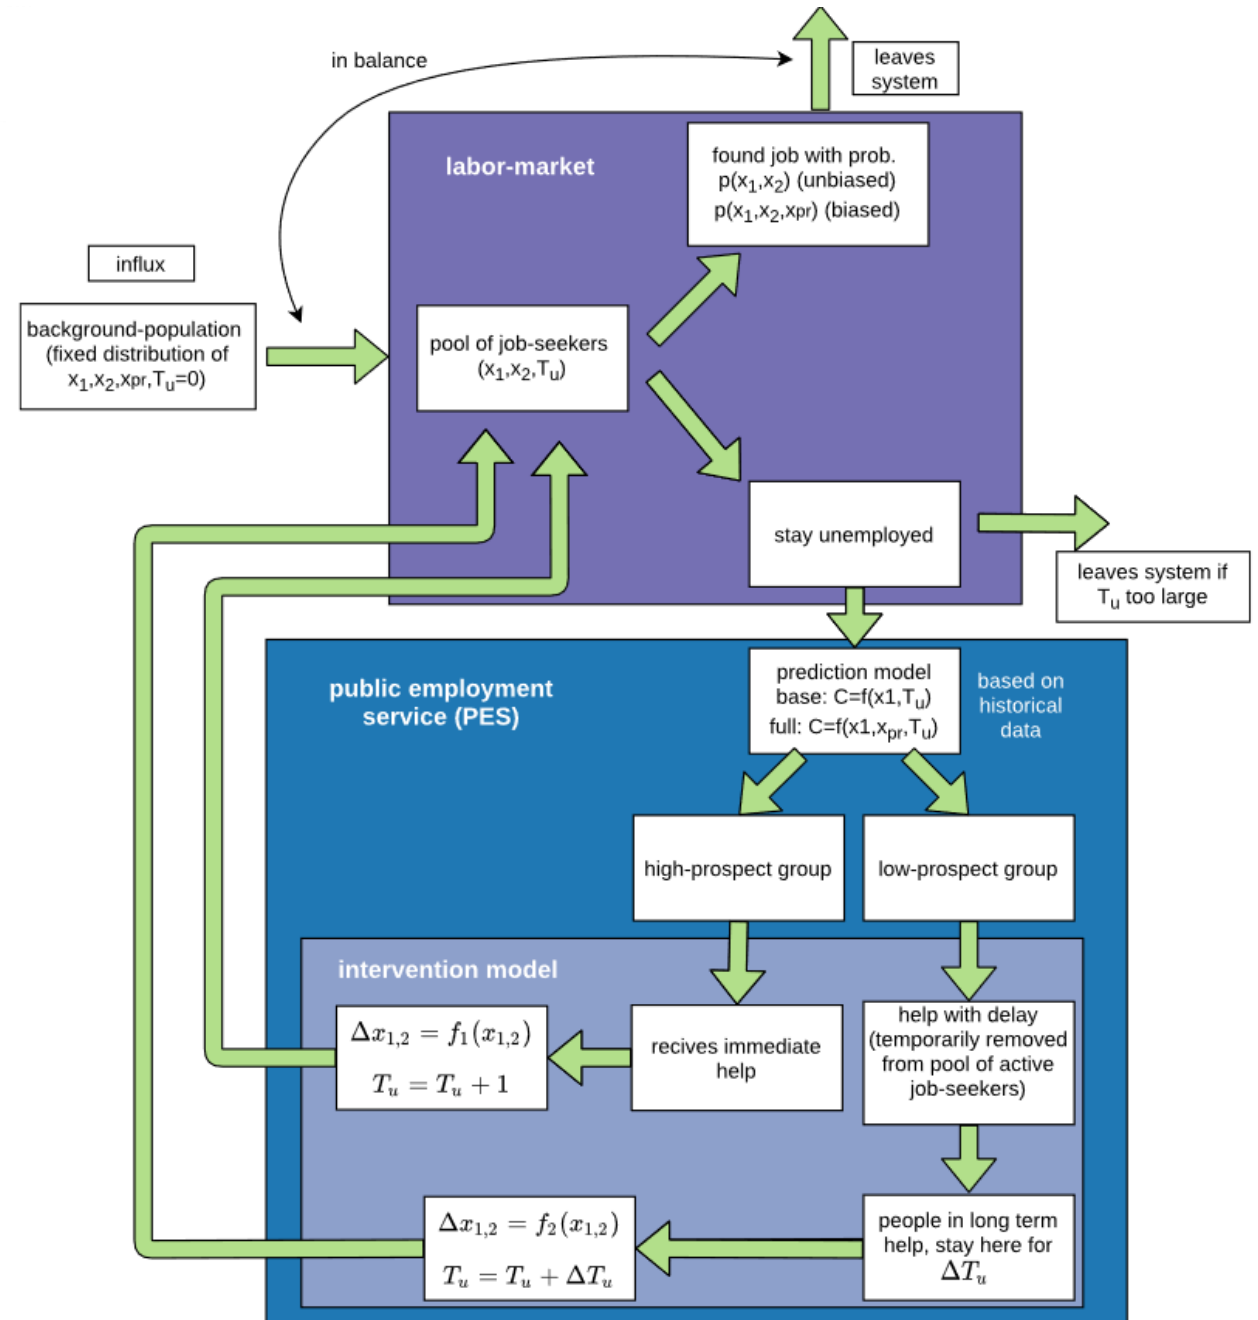 in balance
leaves
system
labor-market
found job with prob.
p(x₁,x₂) (unbiased)
p(x₁,x₂,xpr) (biased)
influx
background-population
(fixed distribution of
x₁,x₂,xpr,Tᵤ=0)
pool of job-seekers
(x₁,x₂,Tᵤ)
stay unemployed
leaves system if
Tᵤ too large
public employment
service (PES)
prediction model
base: C=f(x1,Tᵤ)
full: C=f(x1,x_pr,Tᵤ)
based on
historical
data
high-prospect group
low-prospect group
intervention model
Δx₁,₂ = f₁(x₁,₂)
Tᵤ = Tᵤ + 1
recives immediate
help
help with delay
(temporarily removed
from pool of active
job-seekers)
Δx₁,₂ = f₂(x₁,₂)
Tᵤ = Tᵤ + ΔTᵤ
people in long term
help, stay here for
ΔTᵤ